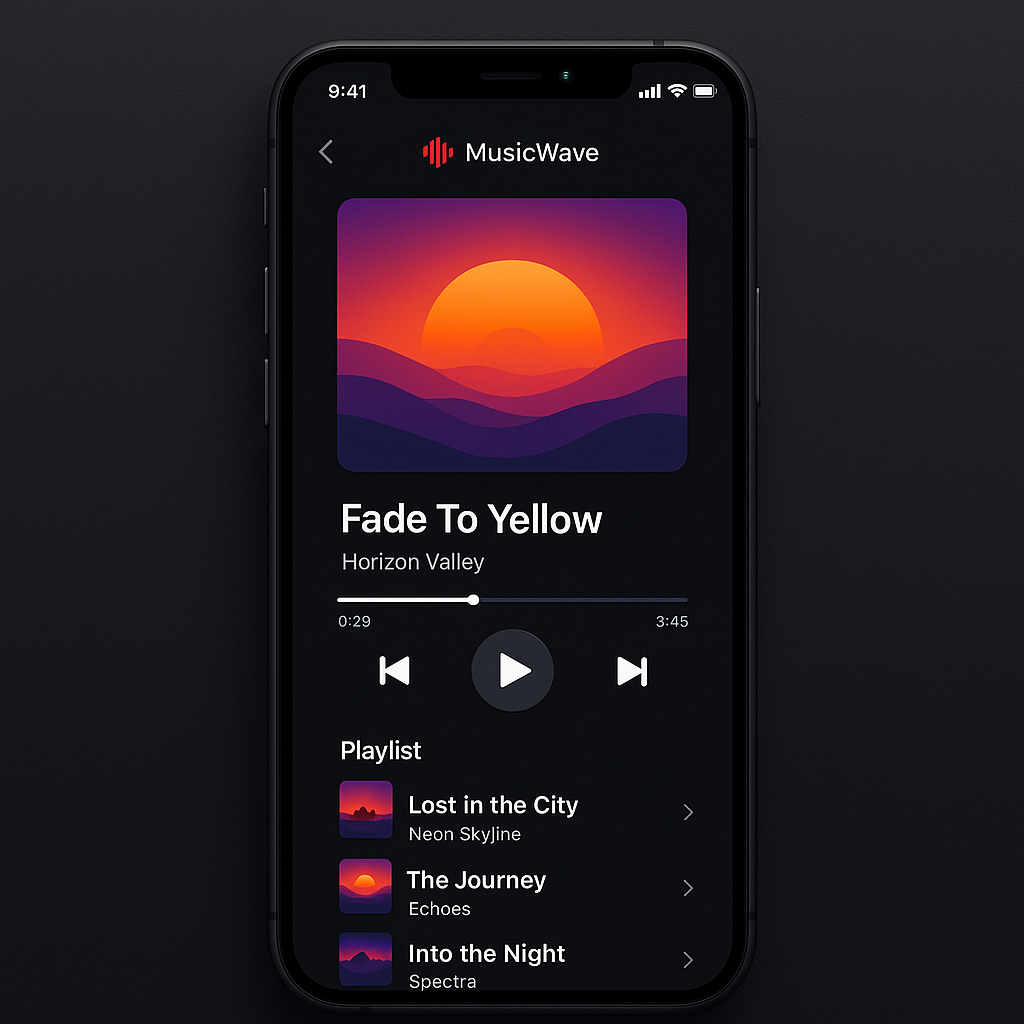 9:41
MusicWave
Fade To Yellow
Horizon Valley
0:29 3:45
Playlist
Lost in the City
Neon Skyjine
The Journey
Echoes
Into the Night
Spectra